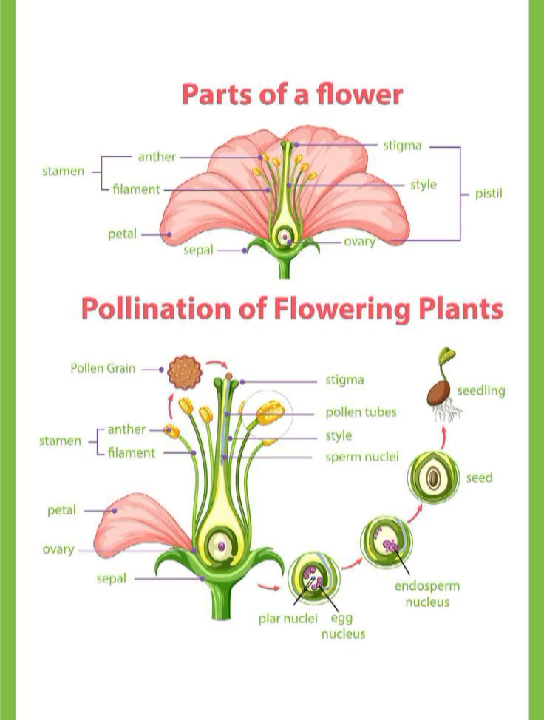 Parts of a flower
stamen
anther
filament
petal
sepal
stigma
style
pistil
ovary
Pollination of Flowering Plants
Pollen Grain
stamen
anther
filament
petal
ovary
sepal
stigma
pollen tubes
style
sperm nuclei
plar nuclei
egg
nucleus
endosperm
nucleus
seed
seedling